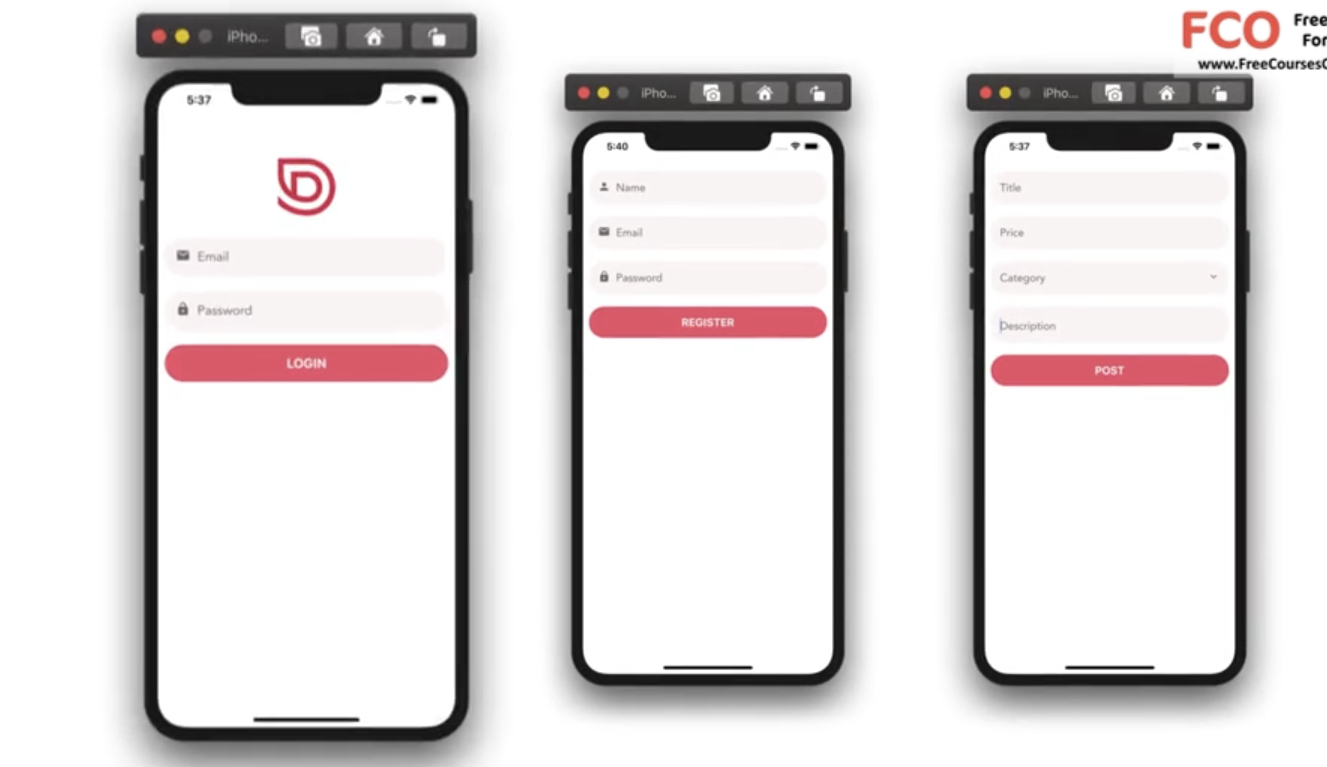 iPho...
5:37
Email
Password
LOGIN
iPho...
5:40
Name
Email
Password
REGISTER
iPho...
5:37
Title
Price
Category
Description
POST
FCO
Free
For
www.FreeCourses